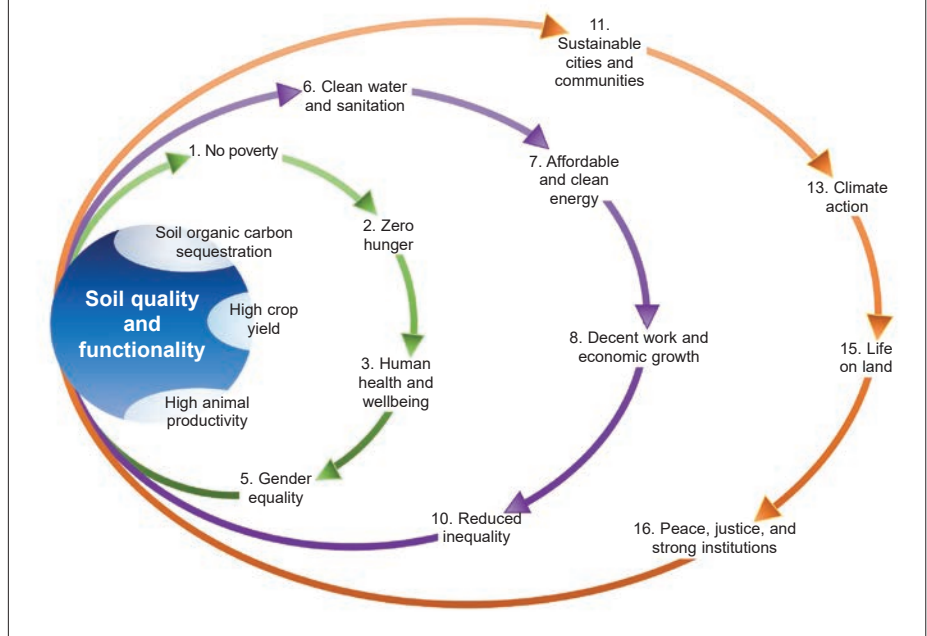 11.
Sustainable
cities and
communities
6. Clean water
and sanitation
1. No poverty
7. Affordable
and clean
energy
13. Climate
action
2. Zero
hunger
Soil organic carbon
sequestration
Soil quality
and
functionality
High crop
yield
8. Decent work and
economic growth
15. Life
on land
3. Human
health and
wellbeing
High animal
productivity
5. Gender
equality
10. Reduced
inequality
16. Peace, justice, and
strong institutions